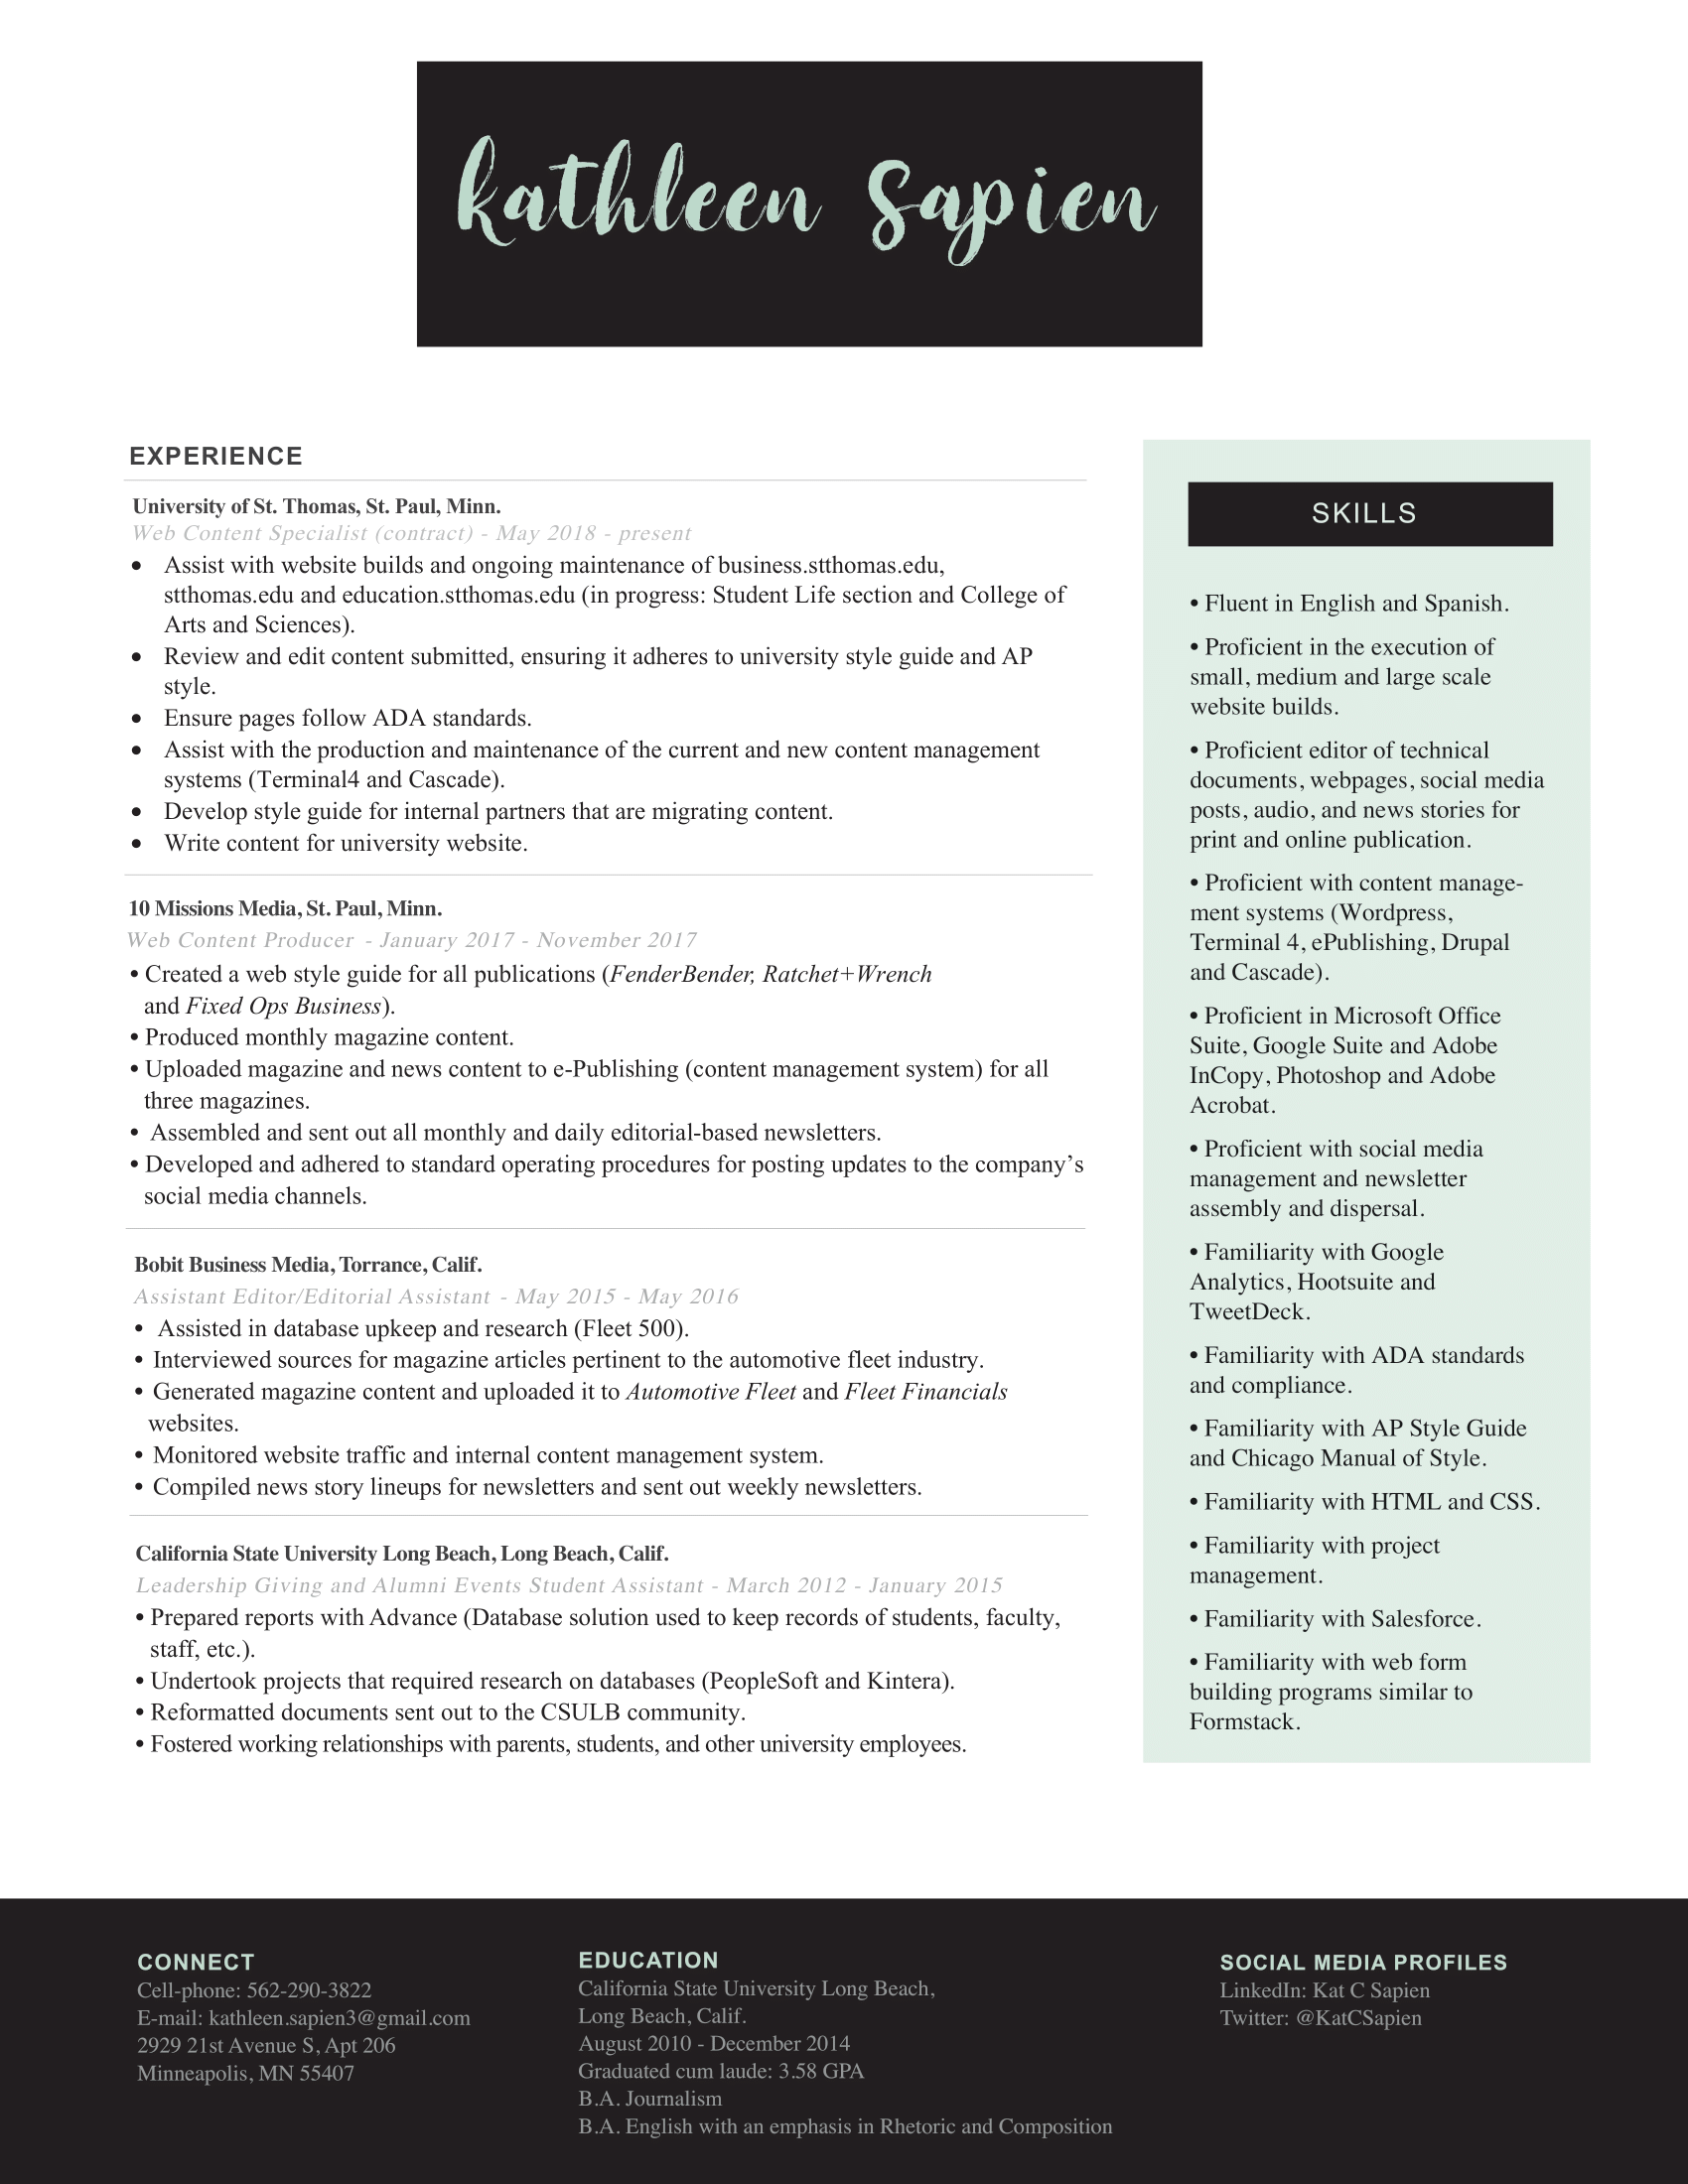 kathleen Sapien
EXPERIENCE
University of St. Thomas, St. Paul, Minn.
Web Content Specialist (contract) - May 2018 - present
• Assist with website builds and ongoing maintenance of business.stthomas.edu,
stthomas.edu and education.stthomas.edu (in progress: Student Life section and College of
Arts and Sciences).
• Review and edit content submitted, ensuring it adheres to university style guide and AP
style.
• Ensure pages follow ADA standards.
• Assist with the production and maintenance of the current and new content management
systems (Terminal4 and Cascade).
• Develop style guide for internal partners that are migrating content.
• Write content for university website.
10 Missions Media, St. Paul, Minn.
Web Content Producer - January 2017 - November 2017
• Created a web style guide for all publications (FenderBender, Ratchet+Wrench
and Fixed Ops Business).
• Produced monthly magazine content.
• Uploaded magazine and news content to e-Publishing (content management system) for all
three magazines.
• Assembled and sent out all monthly and daily editorial-based newsletters.
• Developed and adhered to standard operating procedures for posting updates to the company’s
social media channels.
Bobit Business Media, Torrance, Calif.
Assistant Editor/Editorial Assistant - May 2015 - May 2016
• Assisted in database upkeep and research (Fleet 500).
• Interviewed sources for magazine articles pertinent to the automotive fleet industry.
• Generated magazine content and uploaded it to Automotive Fleet and Fleet Financials
websites.
• Monitored website traffic and internal content management system.
• Compiled news story lineups for newsletters and sent out weekly newsletters.
California State University Long Beach, Long Beach, Calif.
Leadership Giving and Alumni Events Student Assistant - March 2012 - January 2015
• Prepared reports with Advance (Database solution used to keep records of students, faculty,
staff, etc.).
• Undertook projects that required research on databases (PeopleSoft and Kintera).
• Reformatted documents sent out to the CSULB community.
• Fostered working relationships with parents, students, and other university employees.
SKILLS
• Fluent in English and Spanish.
• Proficient in the execution of
small, medium and large scale
website builds.
• Proficient editor of technical
documents, webpages, social media
posts, audio, and news stories for
print and online publication.
• Proficient with content manage-
ment systems (Wordpress,
Terminal 4, ePublishing, Drupal
and Cascade).
• Proficient in Microsoft Office
Suite, Google Suite and Adobe
InCopy, Photoshop and Adobe
Acrobat.
• Proficient with social media
management and newsletter
assembly and dispersal.
• Familiarity with Google
Analytics, Hootsuite and
TweetDeck.
• Familiarity with ADA standards
and compliance.
• Familiarity with AP Style Guide
and Chicago Manual of Style.
• Familiarity with HTML and CSS.
• Familiarity with project
management.
• Familiarity with Salesforce.
• Familiarity with web form
building programs similar to
Formstack.
CONNECT
Cell-phone: 562-290-3822
E-mail: kathleen.sapien3@gmail.com
2929 21st Avenue S, Apt 206
Minneapolis, MN 55407
EDUCATION
California State University Long Beach,
Long Beach, Calif.
August 2010 - December 2014
Graduated cum laude: 3.58 GPA
B.A. Journalism
B.A. English with an emphasis in Rhetoric and Composition
SOCIAL MEDIA PROFILES
LinkedIn: Kat C Sapien
Twitter: @KatCSapien